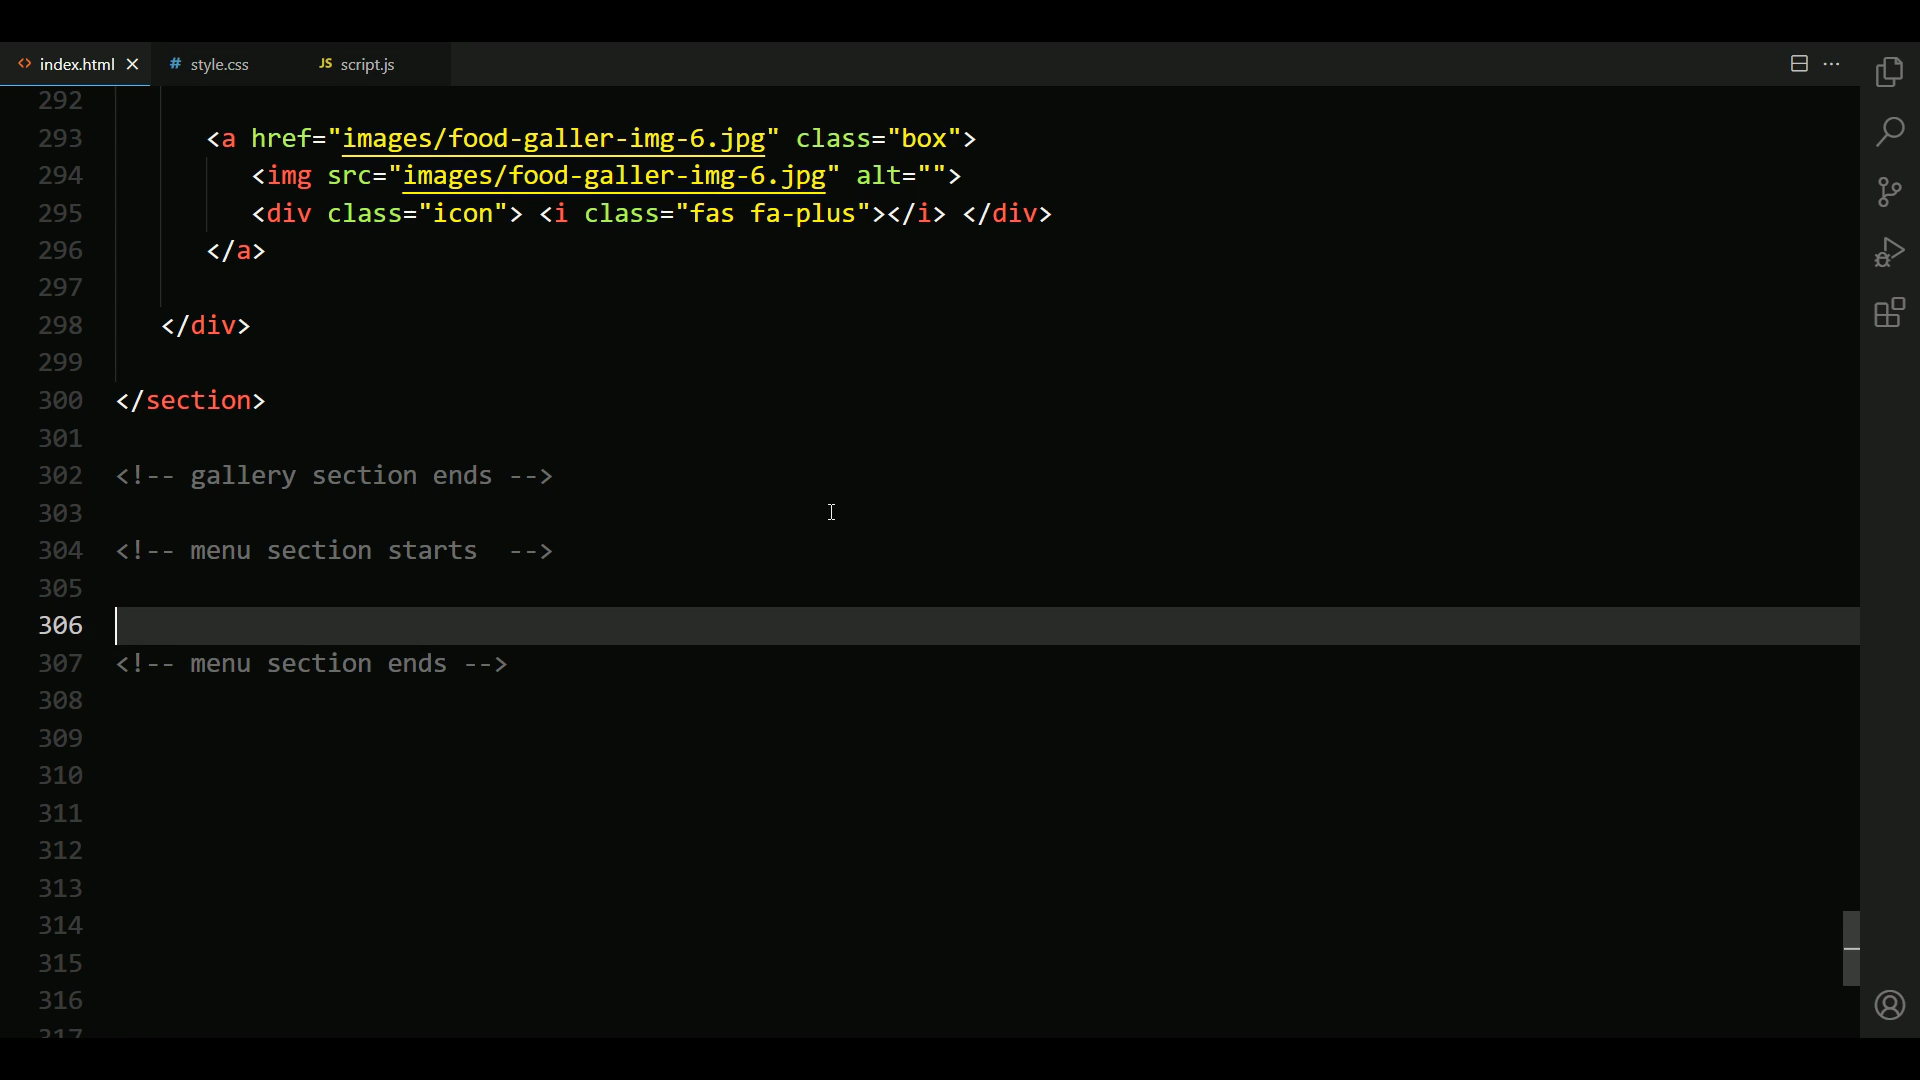 index.html
style.css
JS script.js
292
293 <a href="images/food-galler-img-6.jpg" class="box">
294 <img src="images/food-galler-img-6.jpg" alt="">
295 <div class="icon"> <i class="fas fa-plus"></i> </div>
296 </a>
297
298 </div>
299
300 </section>
301
302 <!-- gallery section ends -->
303
304 <!-- menu section starts  -->
305
306
307 <!-- menu section ends -->
308
309
310
311
312
313
314
315
316
317